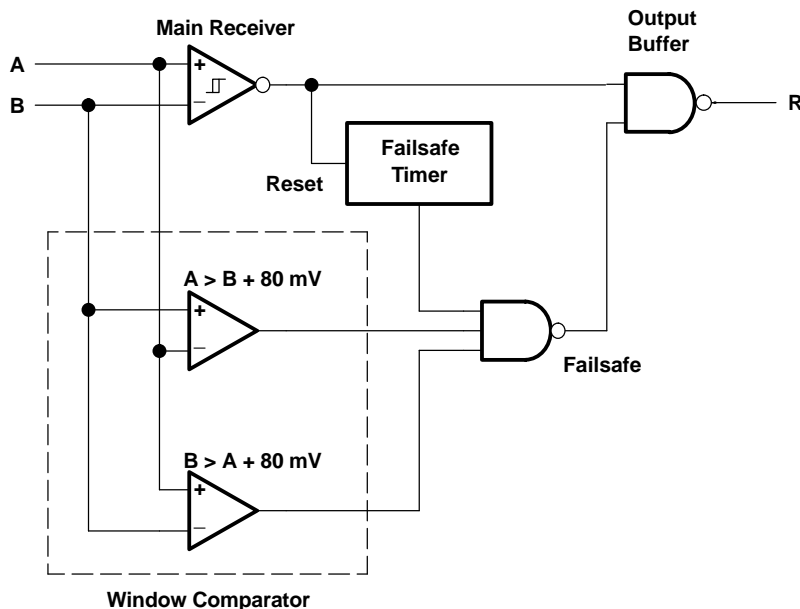 Main Receiver
Output
Buffer
A
B
+
_
R
Failsafe
Timer
Reset
A > B + 80 mV
+
_
Failsafe
B > A + 80 mV
+
_
Window Comparator